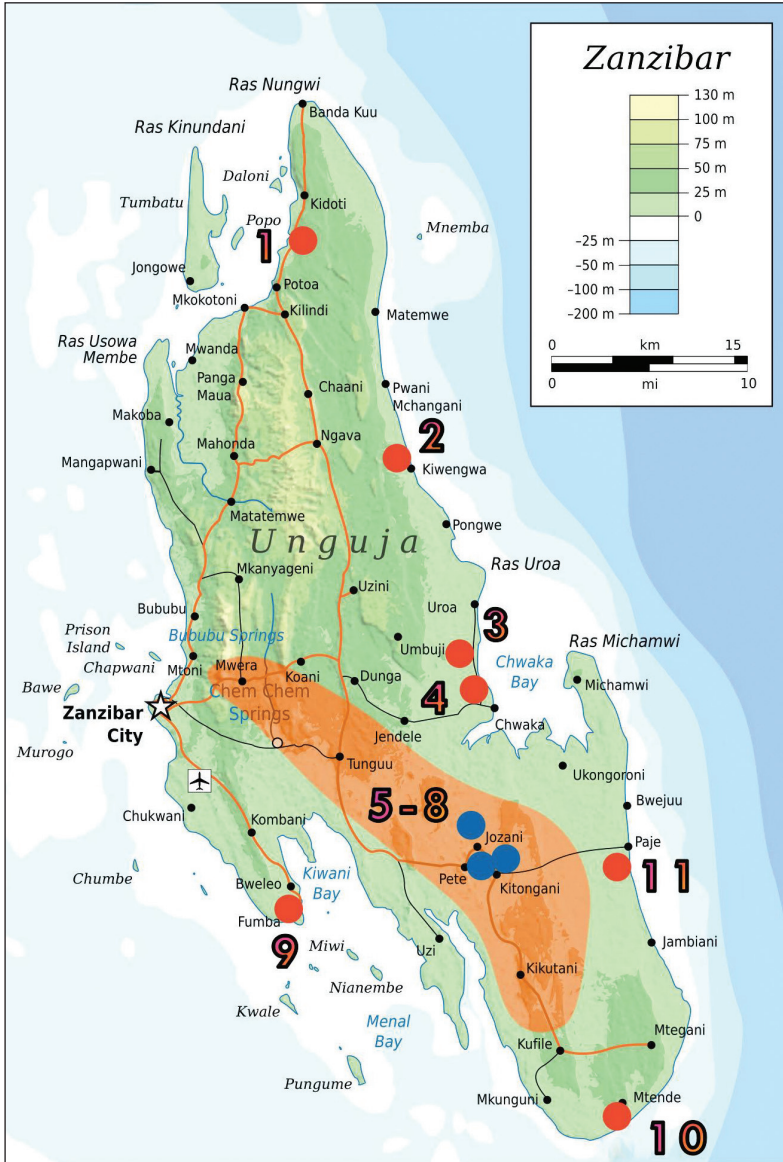 Zanzibar
130 m
100 m
75 m
50 m
25 m
0
-25 m
-50 m
-100 m
-200 m
0 km 15
0 mi 10
Ras Nungwi
Banda Kuu
Ras Kinundani
Daloni
Tumbatu
Kidoti
Popo
1
Mnemba
Jongowe
Potoa
Mkokotoni
Kilindi
Matemwe
Ras Usowa
Membe
Mwanda
Panga
Maua
Chaani
Pwani
Mchangani
Makoba
2
Mahonda
Ngava
Mangapwani
Kiwengwa
Matatemwe
Pongwe
Unguja
Mkanyageni
Ras Uroa
Uzini
Uroa
Bububu
3
Prison
Island
Bububu Springs
Umbuji
Ras Michamwi
Chapwani
Mtoni
Mwera
Koani
Chwaka
Bay
Bawe
Dunga
Michamwi
Chem Chem
Springs
4
Zanzibar
City
Chwaka
Jendele
Murogo
Tunguu
Ukongoroni
5-8
Bwejuu
Chukwani
Kombani
Jozani
Paje
Chumbe
Kiwani
Bay
Pete
11
Bweleo
Kitongani
Fumba
9
Miwi
Uzi
Jambiani
Nianembe
Kikutani
Kwale
Menal
Bay
Mtegani
Kufile
Pungume
Mkunguni
Mtende
10